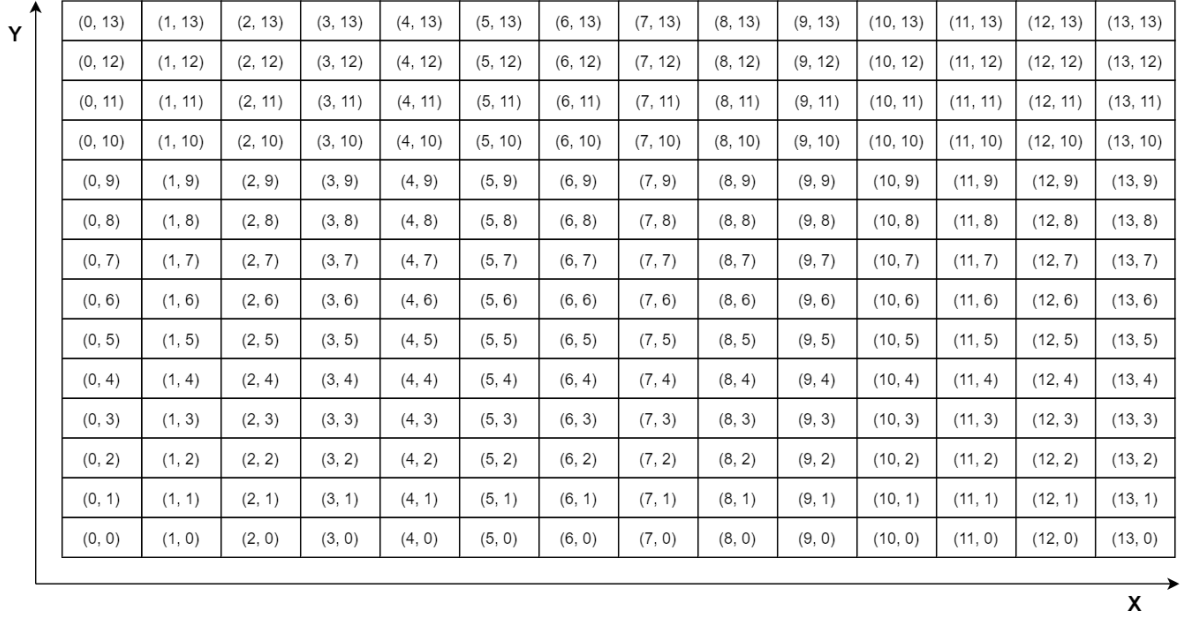 Y
(0, 13) (1, 13) (2, 13) (3, 13) (4, 13) (5, 13) (6, 13) (7, 13) (8, 13) (9, 13) (10, 13) (11, 13) (12, 13) (13, 13)
(0, 12) (1, 12) (2, 12) (3, 12) (4, 12) (5, 12) (6, 12) (7, 12) (8, 12) (9, 12) (10, 12) (11, 12) (12, 12) (13, 12)
(0, 11) (1, 11) (2, 11) (3, 11) (4, 11) (5, 11) (6, 11) (7, 11) (8, 11) (9, 11) (10, 11) (11, 11) (12, 11) (13, 11)
(0, 10) (1, 10) (2, 10) (3, 10) (4, 10) (5, 10) (6, 10) (7, 10) (8, 10) (9, 10) (10, 10) (11, 10) (12, 10) (13, 10)
(0, 9) (1, 9) (2, 9) (3, 9) (4, 9) (5, 9) (6, 9) (7, 9) (8, 9) (9, 9) (10, 9) (11, 9) (12, 9) (13, 9)
(0, 8) (1, 8) (2, 8) (3, 8) (4, 8) (5, 8) (6, 8) (7, 8) (8, 8) (9, 8) (10, 8) (11, 8) (12, 8) (13, 8)
(0, 7) (1, 7) (2, 7) (3, 7) (4, 7) (5, 7) (6, 7) (7, 7) (8, 7) (9, 7) (10, 7) (11, 7) (12, 7) (13, 7)
(0, 6) (1, 6) (2, 6) (3, 6) (4, 6) (5, 6) (6, 6) (7, 6) (8, 6) (9, 6) (10, 6) (11, 6) (12, 6) (13, 6)
(0, 5) (1, 5) (2, 5) (3, 5) (4, 5) (5, 5) (6, 5) (7, 5) (8, 5) (9, 5) (10, 5) (11, 5) (12, 5) (13, 5)
(0, 4) (1, 4) (2, 4) (3, 4) (4, 4) (5, 4) (6, 4) (7, 4) (8, 4) (9, 4) (10, 4) (11, 4) (12, 4) (13, 4)
(0, 3) (1, 3) (2, 3) (3, 3) (4, 3) (5, 3) (6, 3) (7, 3) (8, 3) (9, 3) (10, 3) (11, 3) (12, 3) (13, 3)
(0, 2) (1, 2) (2, 2) (3, 2) (4, 2) (5, 2) (6, 2) (7, 2) (8, 2) (9, 2) (10, 2) (11, 2) (12, 2) (13, 2)
(0, 1) (1, 1) (2, 1) (3, 1) (4, 1) (5, 1) (6, 1) (7, 1) (8, 1) (9, 1) (10, 1) (11, 1) (12, 1) (13, 1)
(0, 0) (1, 0) (2, 0) (3, 0) (4, 0) (5, 0) (6, 0) (7, 0) (8, 0) (9, 0) (10, 0) (11, 0) (12, 0) (13, 0)
X